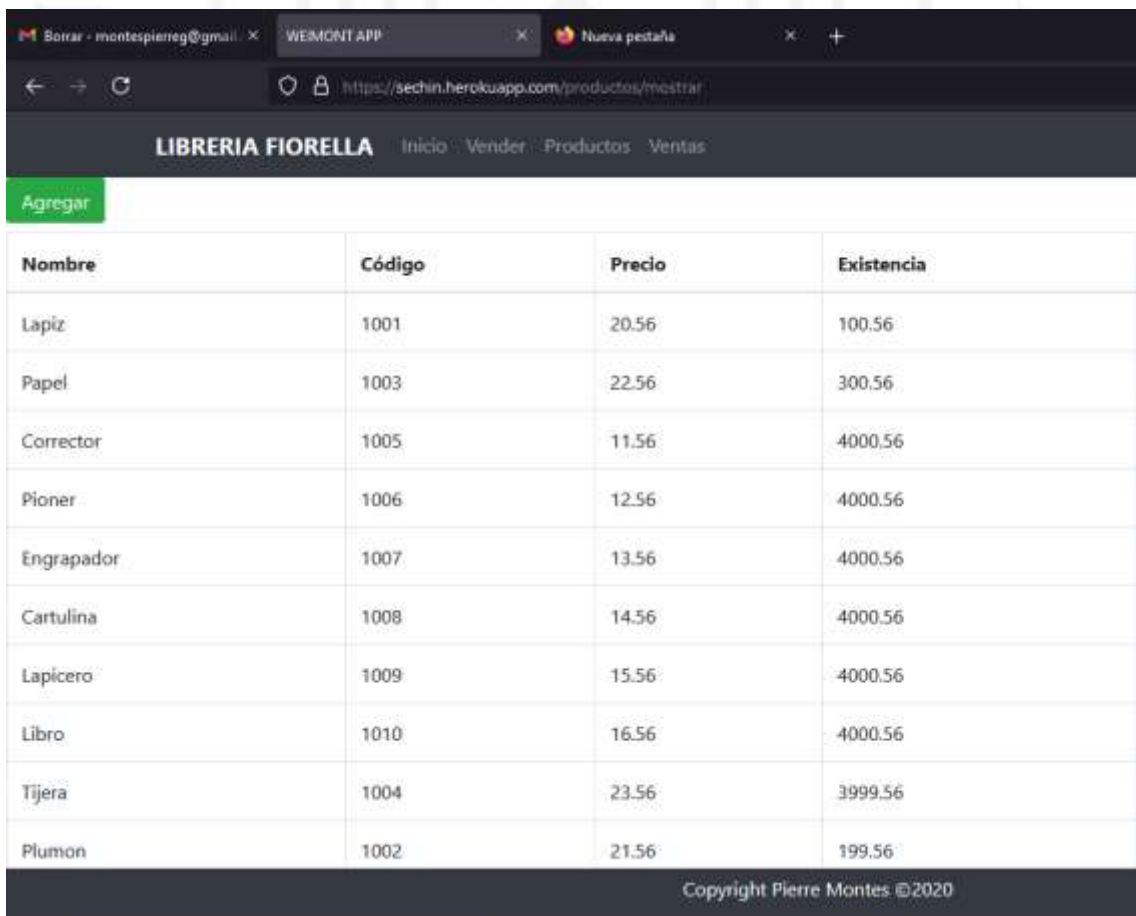 Borrar - montespierreg@gmail. WEIMONT APP Nueva pestaña
https://sechin.herokuapp.com/productos/mostrar
LIBRERIA FIORELLA Inicio Vender Productos Ventas
Agregar
Nombre Código Precio Existencia
Lapiz 1001 20.56 100.56
Papel 1003 22.56 300.56
Corrector 1005 11.56 4000.56
Pioner 1006 12.56 4000.56
Engrapador 1007 13.56 4000.56
Cartulina 1008 14.56 4000.56
Lapicero 1009 15.56 4000.56
Libro 1010 16.56 4000.56
Tijera 1004 23.56 3999.56
Plumon 1002 21.56 199.56
Copyright Pierre Montes ©2020